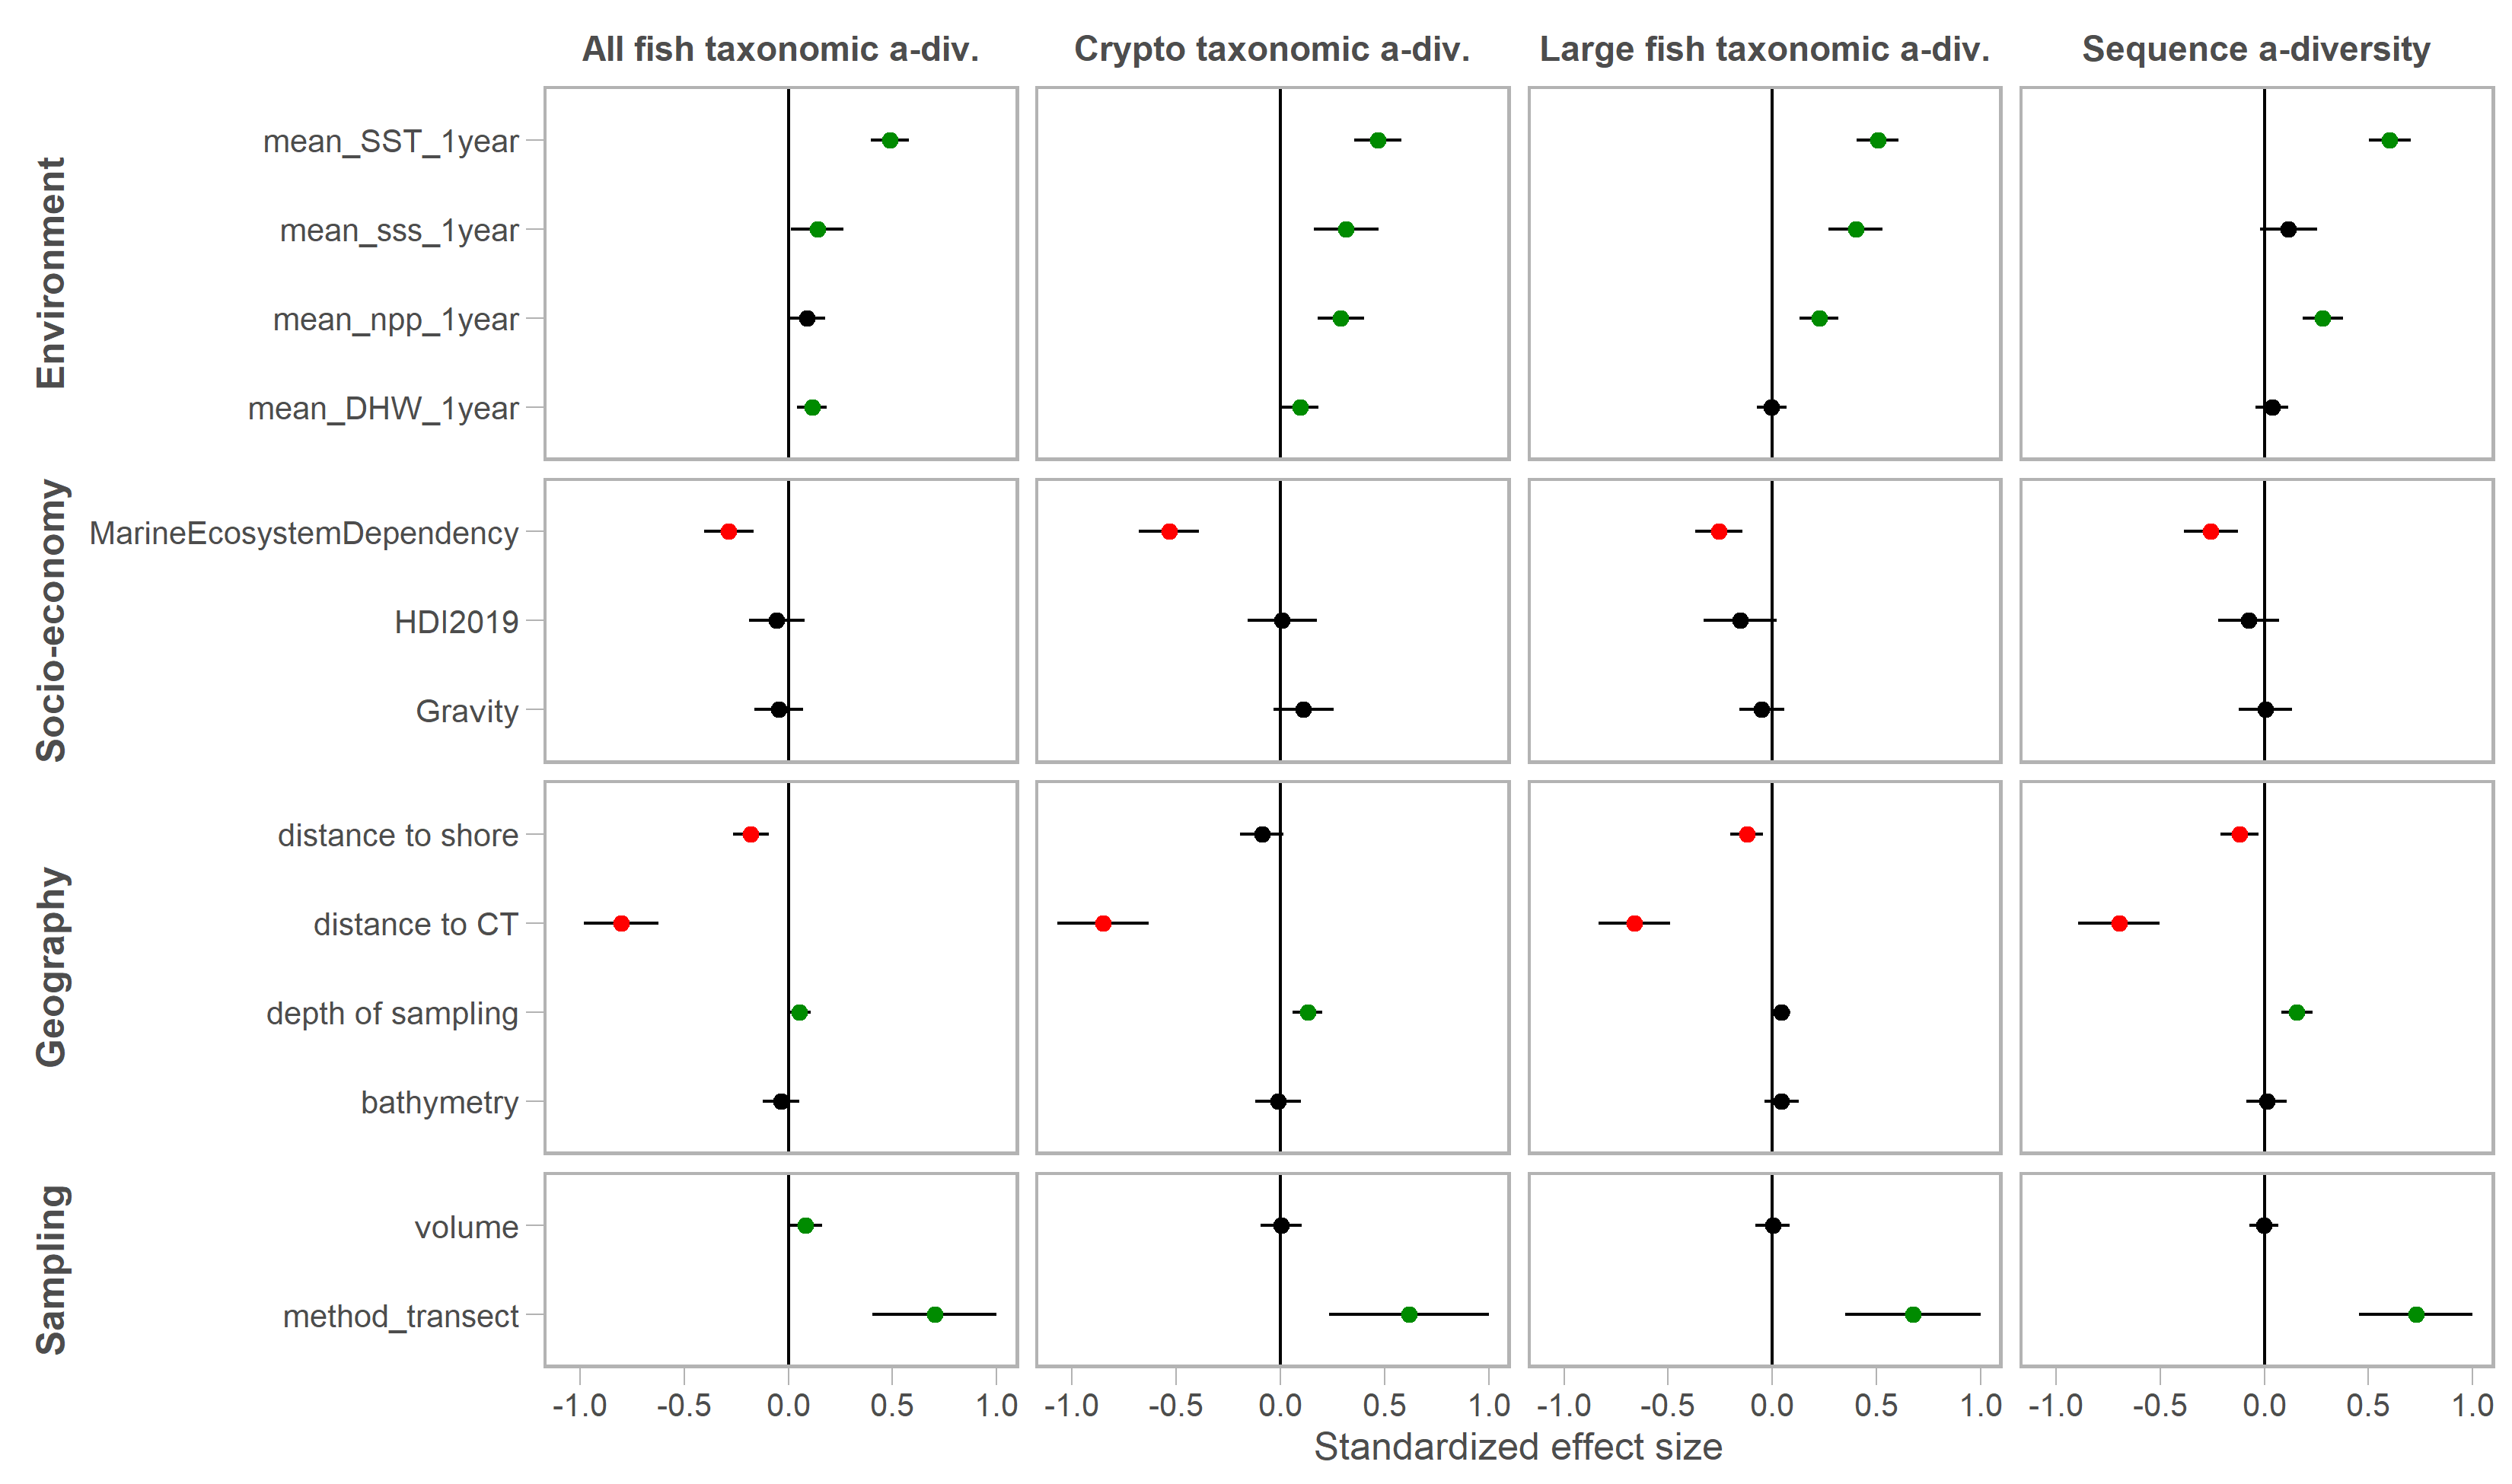 All fish taxonomic a-div.
Crypto taxonomic a-div.
Large fish taxonomic a-div.
Sequence a-diversity
Environment
mean_SST_1year
mean_sss_1year
mean_npp_1year
mean_DHW_1year
Socio-economy
MarineEcosystemDependency
HDI2019
Gravity
Geography
distance to shore
distance to CT
depth of sampling
bathymetry
Sampling
volume
method_transect
-1.0 -0.5 0.0 0.5 1.0 -1.0 -0.5 0.0 0.5 1.0 -1.0 -0.5 0.0 0.5 1.0 -1.0 -0.5 0.0 0.5 1.0
Standardized effect size